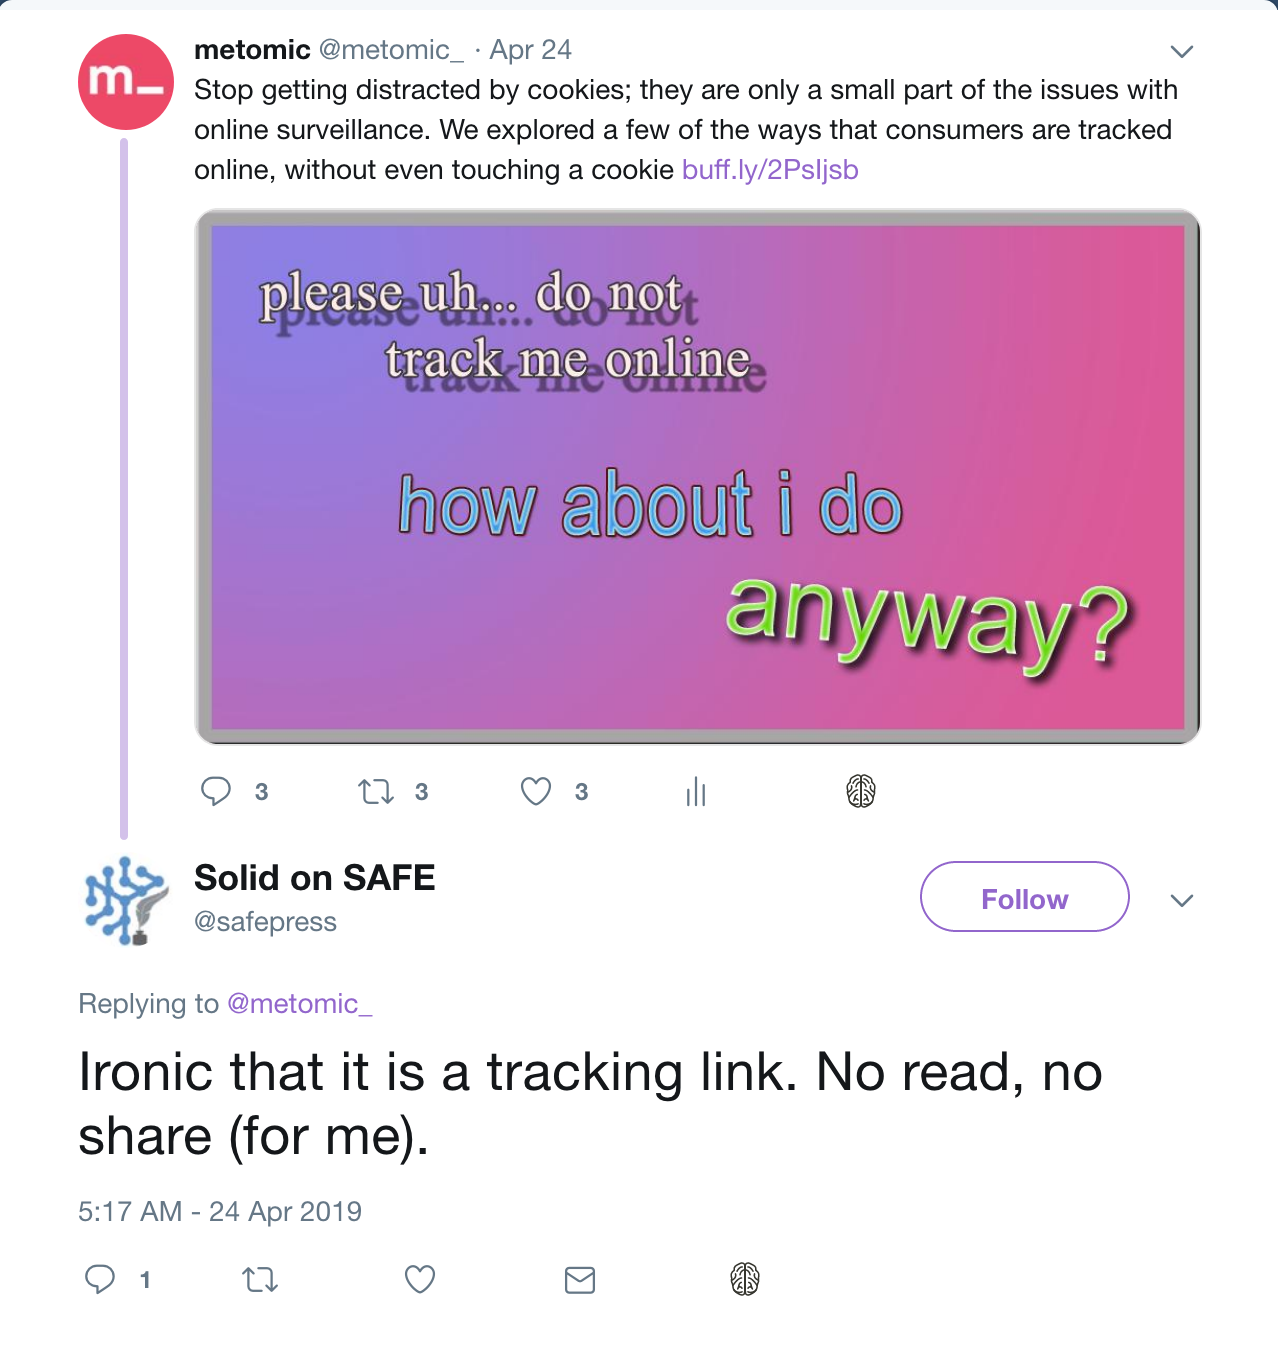 m_
metomic @metomic_ · Apr 24
Stop getting distracted by cookies; they are only a small part of the issues with
online surveillance. We explored a few of the ways that consumers are tracked
online, without even touching a cookie buff.ly/2PsIjsb
please uh... do not
track me online
how about i do
anyway?
3 3 3
Solid on SAFE
@safepress
Follow
Replying to @metomic_
Ironic that it is a tracking link. No read, no
share (for me).
5:17 AM - 24 Apr 2019
1